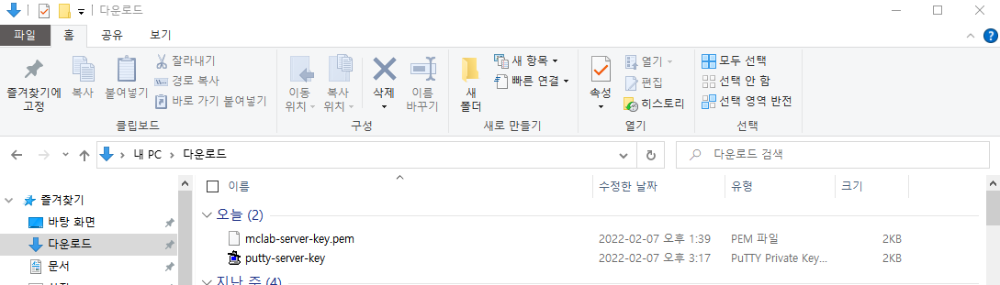 다운로드
파일 홈 공유 보기
즐겨찾기에 고정
복사
붙여넣기
잘라내기
경로 복사
바로 가기 붙여넣기
클립보드
이동 위치
복사 위치
삭제
이름 바꾸기
구성
새 폴더
새 항목
빠른 연결
새로 만들기
속성
열기
편집
히스토리
열기
모두 선택
선택 안 함
선택 영역 반전
선택
내 PC > 다운로드
다운로드 검색
즐겨찾기
바탕 화면
다운로드
문서
이름 수정한 날짜 유형 크기
오늘 (2)
mclab-server-key.pem 2022-02-07 오후 1:39 PEM 파일 2KB
putty-server-key 2022-02-07 오후 3:17 PuTTY Private Key... 2KB
지난 주 (4)